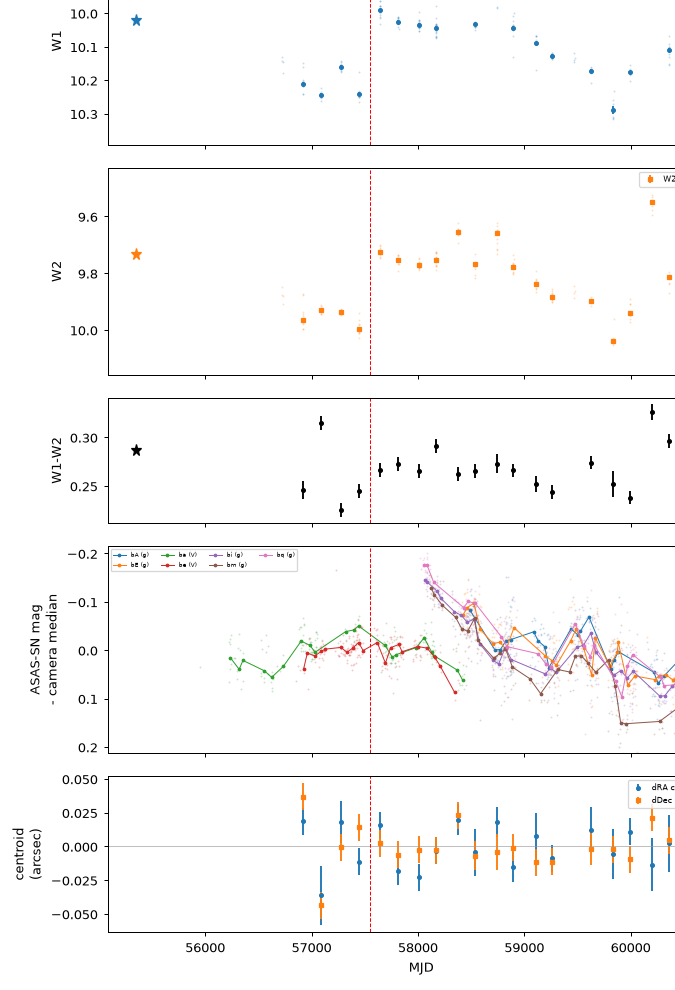 10.0
10.1
10.2
10.3
W1
W2
9.6
9.8
10.0
W2
0.30
0.25
W1-W2
bA (g) ba (V) bi (g) bq (g)
bE (g) be (V) bm (g)
−0.2
−0.1
0.0
0.1
0.2
ASAS-SN mag
- camera median
dRA c
dDec
0.050
0.025
0.000
−0.025
−0.050
centroid
(arcsec)
56000 57000 58000 59000 60000
MJD